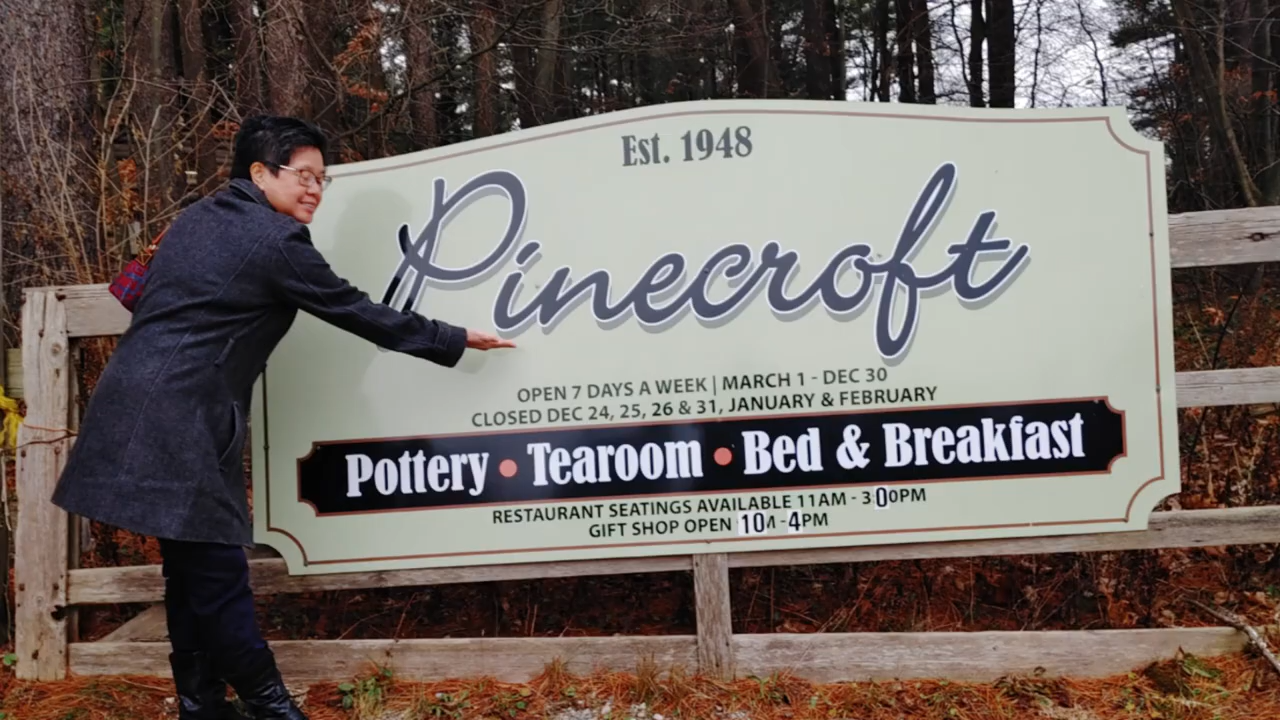 Est. 1948
Pinecroft
OPEN 7 DAYS A WEEK | MARCH 1 - DEC 30
CLOSED DEC 24, 25, 26 & 31, JANUARY & FEBRUARY
Pottery • Tearoom • Bed & Breakfast
RESTAURANT SEATINGS AVAILABLE 11AM - 3 00PM
GIFT SHOP OPEN 10 - 4PM